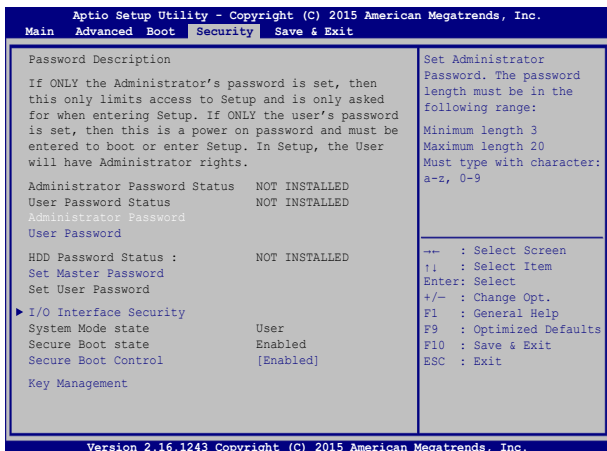 Aptio Setup Utility - Copyright (C) 2015 American Megatrends, Inc.
Main Advanced Boot Security Save & Exit
Password Description
If ONLY the Administrator's password is set, then
this only limits access to Setup and is only asked
for when entering Setup. If ONLY the user's password
is set, then this is a power on password and must be
entered to boot or enter Setup. In Setup, the User
will have Administrator rights.
Administrator Password Status NOT INSTALLED
User Password Status NOT INSTALLED
Administrator Password
User Password
HDD Password Status : NOT INSTALLED
Set Master Password
Set User Password
I/O Interface Security
System Mode state User
Secure Boot state Enabled
Secure Boot Control [Enabled]
Key Management
Set Administrator
Password. The password
length must be in the
following range:
Minimum length 3
Maximum length 20
Must type with character:
a-z, 0-9
→← : Select Screen
↑↓ : Select Item
Enter: Select
+/— : Change Opt.
F1 : General Help
F9 : Optimized Defaults
F10 : Save & Exit
ESC : Exit
Version 2.16.1243 Copyright (C) 2015 American Megatrends, Inc.